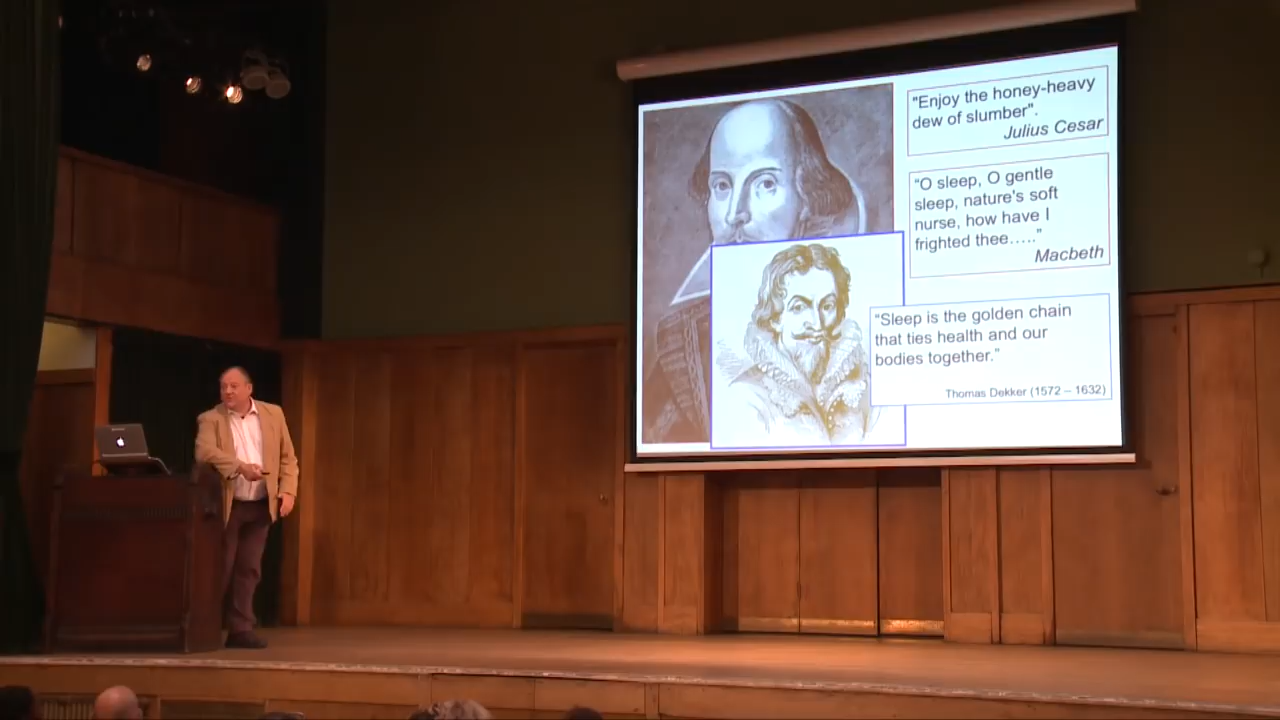 "Enjoy the honey-heavy
dew of slumber".
Julius Cesar
"O sleep, O gentle
sleep, nature's soft
nurse, how have I
frighted thee….."
Macbeth
"Sleep is the golden chain
that ties health and our
bodies together."
Thomas Dekker (1572 – 1632)